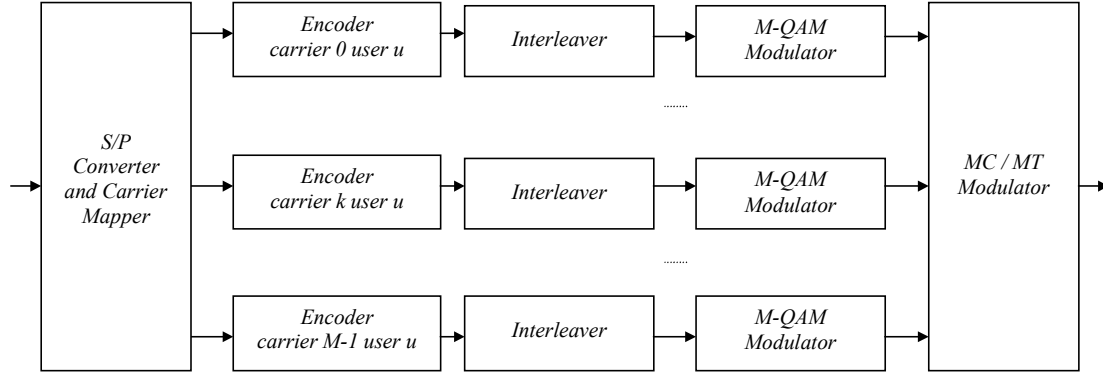 Encoder
carrier 0 user u
Interleaver
M-QAM
Modulator
........
S/P
Converter
and Carrier
Mapper
Encoder
carrier k user u
Interleaver
M-QAM
Modulator
MC / MT
Modulator
........
Encoder
carrier M-1 user u
Interleaver
M-QAM
Modulator